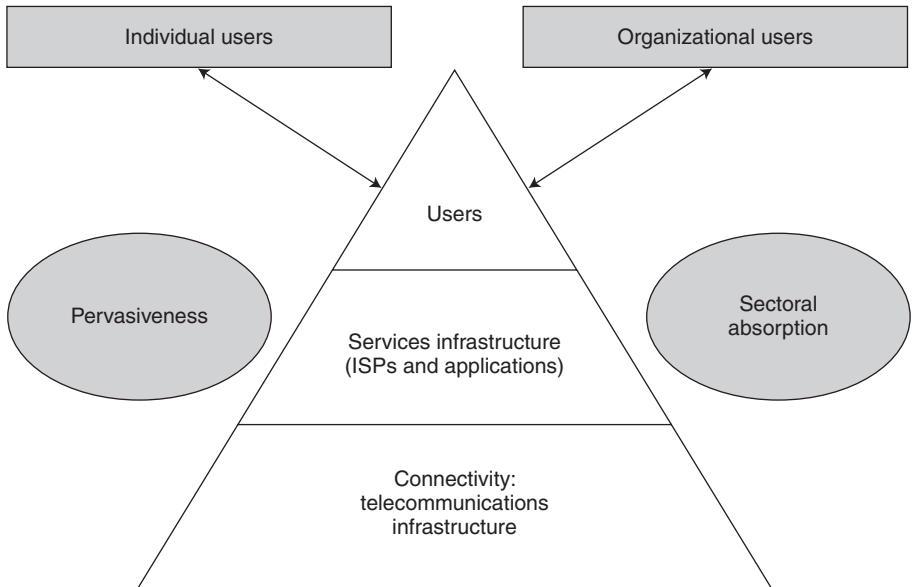 Individual users
Organizational users
Users
Pervasiveness
Sectoral
absorption
Services infrastructure
(ISPs and applications)
Connectivity:
telecommunications
infrastructure